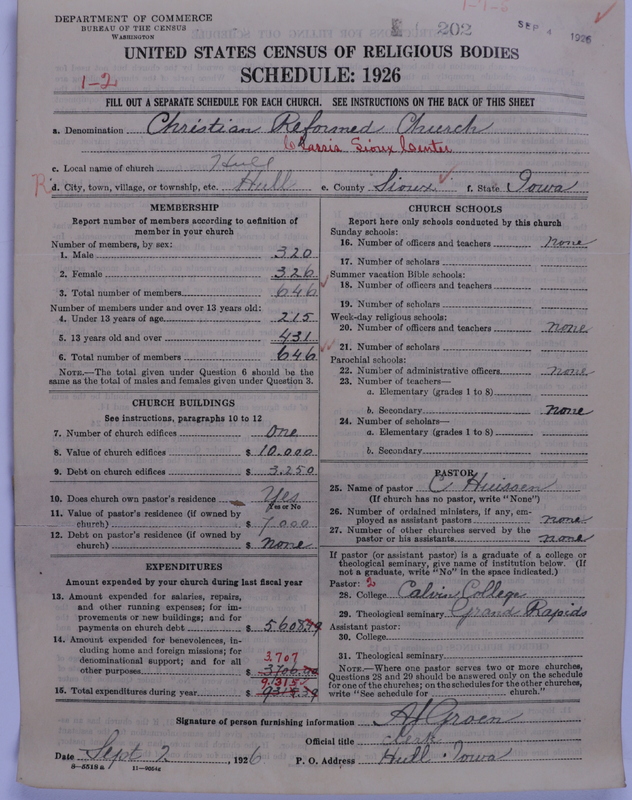 DEPARTMENT OF COMMERCE
BUREAU OF THE CENSUS
WASHINGTON
202
SEP 4 1926
1-2
UNITED STATES CENSUS OF RELIGIOUS BODIES
SCHEDULE: 1926
FILL OUT A SEPARATE SCHEDULE FOR EACH CHURCH. SEE INSTRUCTIONS ON THE BACK OF THIS SHEET
a. Denomination Christian Reformed Church
Classis Sioux Center
c. Local name of church Hull
R d. City, town, village, or township, etc. Hull e. County Sioux f. State Iowa
MEMBERSHIP
Report number of members according to definition of
member in your church
Number of members, by sex:
1. Male 320
2. Female 326
3. Total number of members 646
Number of members under and over 13 years old:
4. Under 13 years of age 215
5. 13 years old and over 431
6. Total number of members 646
NOTE.—The total given under Question 6 should be
same as the total of males and females given under Question 3.
CHURCH BUILDINGS
See instructions, paragraphs 10 to 12
7. Number of church edifices One
8. Value of church edifices $ 10.000
9. Debt on church edifices $ 3.250
10. Does church own pastor's residence Yes
Yes or No
11. Value of pastor's residence (if owned by
church) $ 7000
12. Debt on pastor's residence (if owned by
church) $ none
EXPENDITURES
Amount expended by your church during last fiscal year
13. Amount expended for salaries, repairs,
and other running expenses; for im-
provements or new buildings; and for
payments on church debt $ 5608.39
14. Amount expended for benevolences, in-
cluding home and foreign missions; for
denominational support; and for all 3.707
other purposes $ 3706.
9.315
15. Total expenditures during year $
CHURCH SCHOOLS
Report here only schools conducted by this church
Sunday schools:
16. Number of officers and teachers none
17. Number of scholars
Summer vacation Bible schools:
18. Number of officers and teachers
19. Number of scholars
Week-day religious schools:
20. Number of officers and teachers none
21. Number of scholars
Parochial schools:
22. Number of administrative officers none
23. Number of teachers—
a. Elementary (grades 1 to 8)
b. Secondary none
24. Number of scholars—
a. Elementary (grades 1 to 8)
b. Secondary
PASTOR
25. Name of pastor C Huissen
(If church has no pastor, write "None")
26. Number of ordained ministers, if any, em-
ployed as assistant pastors none
27. Number of other churches served by the
pastor or his assistants none
If pastor (or assistant pastor) is a graduate of a college or
theological seminary, give name of institution below. (If
not a graduate, write "No" in the space indicated.)
Pastor: 2
28. College Calvin College
29. Theological seminary Grand Rapids
Assistant pastor:
30. College
31. Theological seminary
NOTE.—Where one pastor serves two or more churches,
Questions 28 and 29 should be answered only on the schedule
for one of the churches; on the schedules for the other churches,
write "See schedule for church."
Signature of person furnishing information AJ Groen
Official title clerk
Date Sept 2, 1926 P. O. Address Hull Iowa
8—5518a 11—9054a